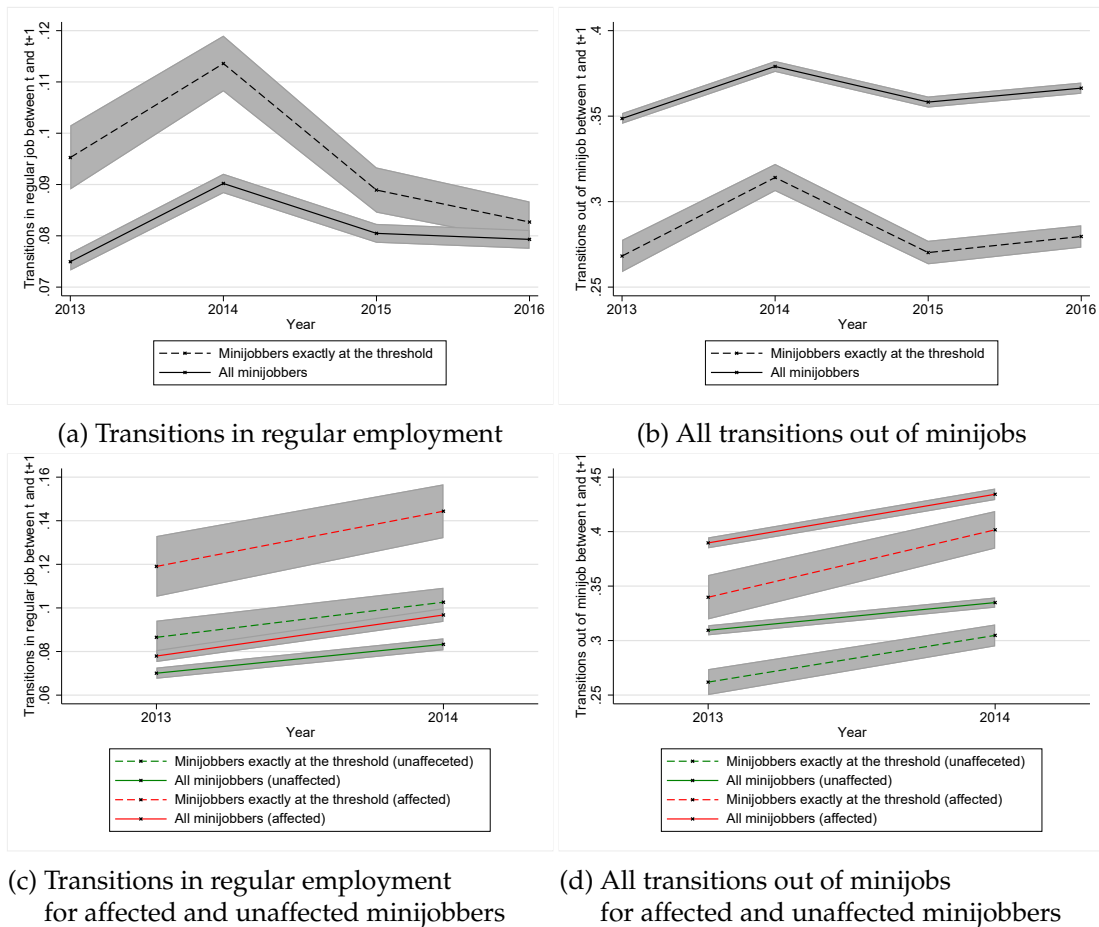 Transitions in regular job between t and t+1
.12
.11
.1
.09
.08
.07
2013
2014
2015
2016
Year
Minijobbers exactly at the threshold
All minijobbers
(a) Transitions in regular employment
Transitions out of minijob between t and t+1
.4
.35
.3
.25
2013
2014
2015
2016
Year
Minijobbers exactly at the threshold
All minijobbers
(b) All transitions out of minijobs
Transitions in regular job between t and t+1
.16
.14
.12
.1
.08
.06
2013
2014
Year
Minijobbers exactly at the threshold (unaffeceted)
All minijobbers (unaffected)
Minijobbers exactly at the threshold (affected)
All minijobbers (affected)
(c) Transitions in regular employment
for affected and unaffected minijobbers
Transitions out of minijob between t and t+1
.45
.4
.35
.3
.25
2013
2014
Year
Minijobbers exactly at the threshold (unaffeceted)
All minijobbers (unaffected)
Minijobbers exactly at the threshold (affected)
All minijobbers (affected)
(d) All transitions out of minijobs
for affected and unaffected minijobbers